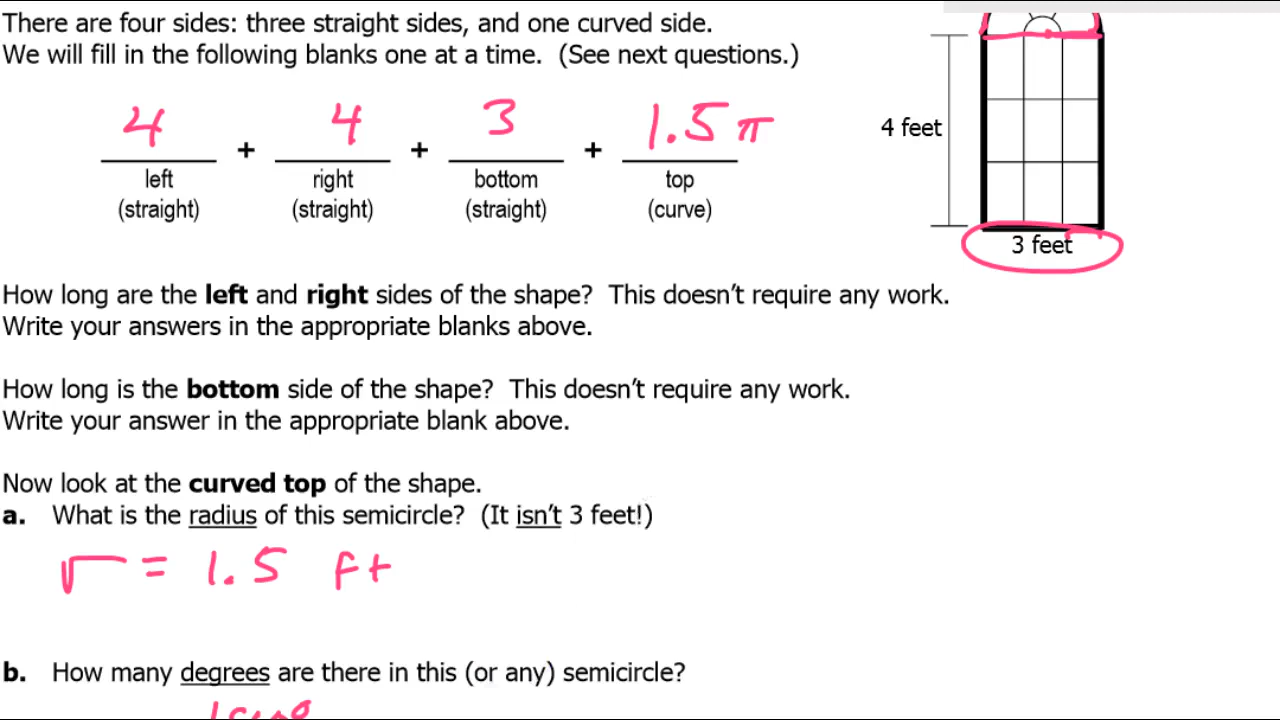 There are four sides: three straight sides, and one curved side.
We will fill in the following blanks one at a time. (See next questions.)
4 + 4 + 3 + 1.5 π
left right bottom top
(straight) (straight) (straight) (curve)
4 feet
3 feet
How long are the left and right sides of the shape? This doesn't require any work.
Write your answers in the appropriate blanks above.
How long is the bottom side of the shape? This doesn't require any work.
Write your answer in the appropriate blank above.
Now look at the curved top of the shape.
a. What is the radius of this semicircle? (It isn't 3 feet!)
r = 1.5 ft
b. How many degrees are there in this (or any) semicircle?